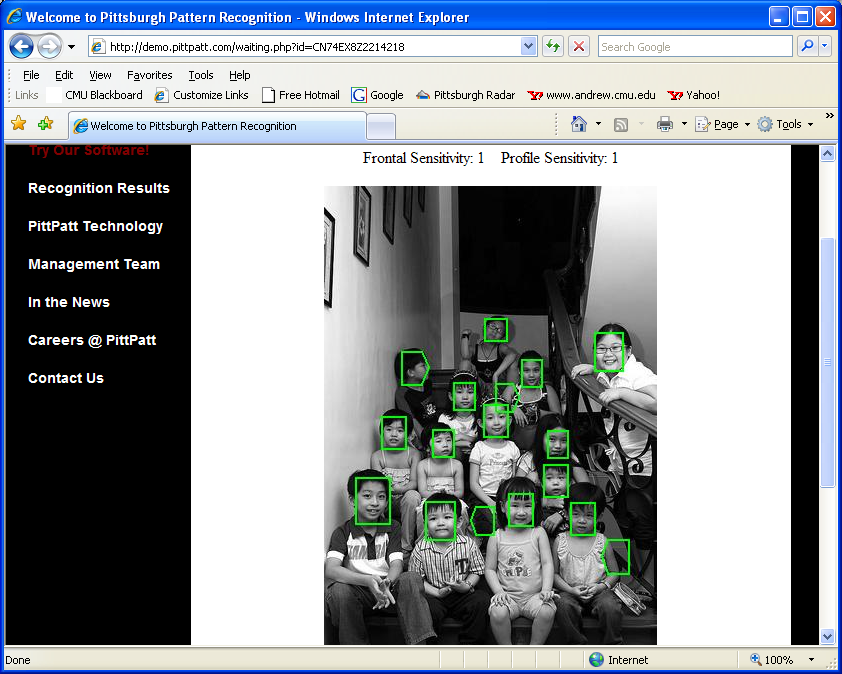 Welcome to Pittsburgh Pattern Recognition - Windows Internet Explorer
http://demo.pittpatt.com/waiting.php?id=CN74EX8Z2214218
Search Google
File Edit View Favorites Tools Help
Links CMU Blackboard Customize Links Free Hotmail Google Pittsburgh Radar www.andrew.cmu.edu Yahoo!
Welcome to Pittsburgh Pattern Recognition
Page Tools
Try Our Software!
Recognition Results
PittPatt Technology
Management Team
In the News
Careers @ PittPatt
Contact Us
Frontal Sensitivity: 1 Profile Sensitivity: 1
Done
Internet
100%